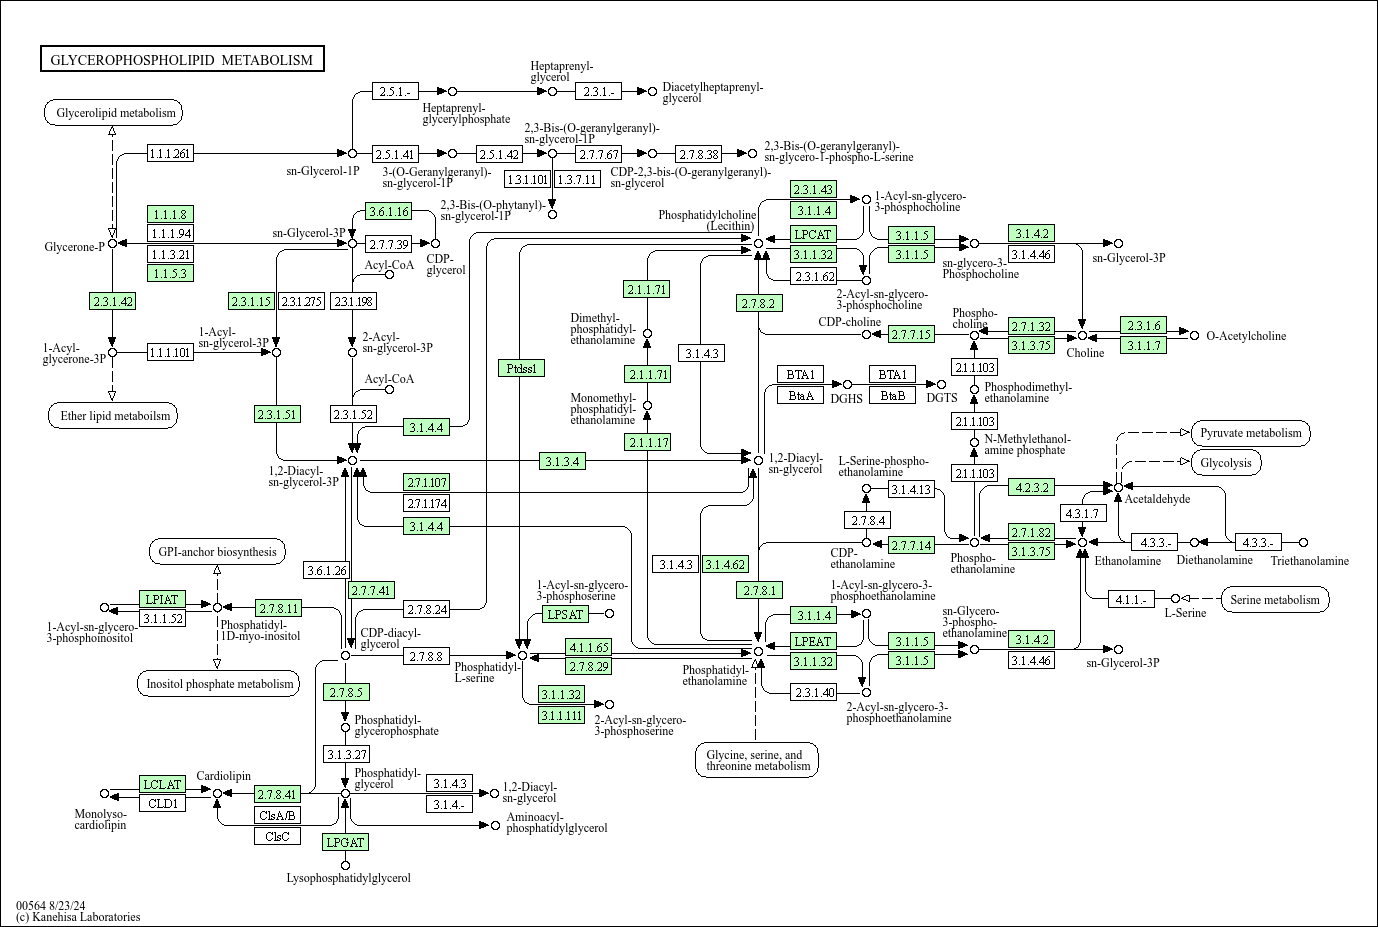 GLYCEROPHOSPHOLIPID METABOLISM
Heptaprenyl-
glycerol
2.5.1.-
2.3.1.-
Diacetylheptaprenyl-
glycerol
Heptaprenyl-
glycerylphosphate
Glycerolipid metabolism
2,3-Bis-(O-geranylgeranyl)-
sn-glycerol-1P
1.1.1.261
2.5.1.41
2.5.1.42
2.7.7.67
2.7.8.38
2,3-Bis-(O-geranylgeranyl)-
sn-glycero-1-phospho-L-serine
sn-Glycerol-1P
3-(O-Geranylgeranyl)-
sn-glycerol-1P
1.3.1.101
1.3.7.11
CDP-2,3-bis-(O-geranylgeranyl)-
sn-glycerol
2,3-Bis-(O-phytanyl)-
sn-glycerol-1P
2.3.1.43
3.1.1.4
1-Acyl-sn-glycero-
3-phosphocholine
1.1.1.8
1.1.1.94
1.1.3.21
1.1.5.3
3.6.1.16
Phosphatidylcholine
(Lecithin)
sn-Glycerol-3P
2.7.7.39
CDP-
glycerol
Glycerone-P
LPCAT
3.1.1.32
2.3.1.62
3.1.1.5
3.1.1.5
3.1.4.2
3.1.4.46
sn-glycero-3-
Phosphocholine
sn-Glycerol-3P
Acyl-CoA
2-Acyl-sn-glycero-
3-phosphocholine
2.3.1.42
2.3.1.15
2.3.1.275
2.3.1.198
2.1.1.71
2.7.8.2
Dimethyl-
phosphatidyl-
ethanolamine
CDP-choline
2.7.7.15
Phospho-
choline
2.7.1.32
3.1.3.75
Choline
2.3.1.6
3.1.1.7
O-Acetylcholine
1-Acyl-
glycerone-3P
1.1.1.101
1-Acyl-
sn-glycerol-3P
2-Acyl-
sn-glycerol-3P
3.1.4.3
Ptdss1
2.1.1.71
BTA1
BtaA
DGHS
BTA1
BtaB
DGTS
2.1.1.103
Phosphodimethyl-
ethanolamine
Acyl-CoA
Ether lipid metaboilsm
2.3.1.51
2.3.1.52
3.1.4.4
Monomethyl-
phosphatidyl-
ethanolamine
2.1.1.17
2.1.1.103
N-Methylethanol-
amine phosphate
Pyruvate metabolism
Glycolysis
1,2-Diacyl-
sn-glycerol-3P
3.1.3.4
1,2-Diacyl-
sn-glycerol
L-Serine-phospho-
ethanolamine
2.1.1.103
2.7.1.107
2.7.1.174
3.1.4.4
3.1.4.13
4.2.3.2
Acetaldehyde
4.3.1.7
2.7.8.4
CDP-
ethanolamine
2.7.7.14
Phospho-
ethanolamine
2.7.1.82
3.1.3.75
Ethanolamine
4.3.3.-
Diethanolamine
4.3.3.-
Triethanolamine
GPI-anchor biosynthesis
3.6.1.26
2.7.7.41
3.1.4.3
3.1.4.62
2.7.8.1
4.1.1.-
L-Serine
Serine metabolism
LPIAT
3.1.1.52
1-Acyl-sn-glycero-
3-phosphoinositol
2.7.8.11
Phosphatidyl-
1D-myo-inositol
2.7.8.24
1-Acyl-sn-glycero-
3-phosphoserine
LPSAT
1-Acyl-sn-glycero-3-
phosphoethanolamine
3.1.1.4
LPEAT
3.1.1.32
2.3.1.40
sn-Glycero-
3-phospho-
ethanolamine
3.1.1.5
3.1.1.5
3.1.4.2
3.1.4.46
sn-Glycerol-3P
CDP-diacyl-
glycerol
2.7.8.8
Phosphatidyl-
L-serine
4.1.1.65
2.7.8.29
Phosphatidyl-
ethanolamine
3.1.1.32
3.1.1.111
2-Acyl-sn-glycero-
3-phosphoserine
2-Acyl-sn-glycero-3-
phosphoethanolamine
Inositol phosphate metabolism
2.7.8.5
Phosphatidyl-
glycerophosphate
3.1.3.27
Glycine, serine, and
threonine metabolism
LCLAT
CLD1
Monolyso-
cardiolipin
Cardiolipin
2.7.8.41
ClsA/B
ClsC
Phosphatidyl-
glycerol
3.1.4.3
3.1.4.-
1,2-Diacyl-
sn-glycerol
Aminoacyl-
phosphatidylglycerol
LPGAT
Lysophosphatidylglycerol
00564 8/23/24
(c) Kanehisa Laboratories